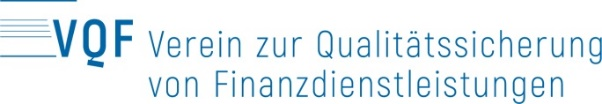 VQF Verein zur Qualitätssicherung
von Finanzdienstleistungen